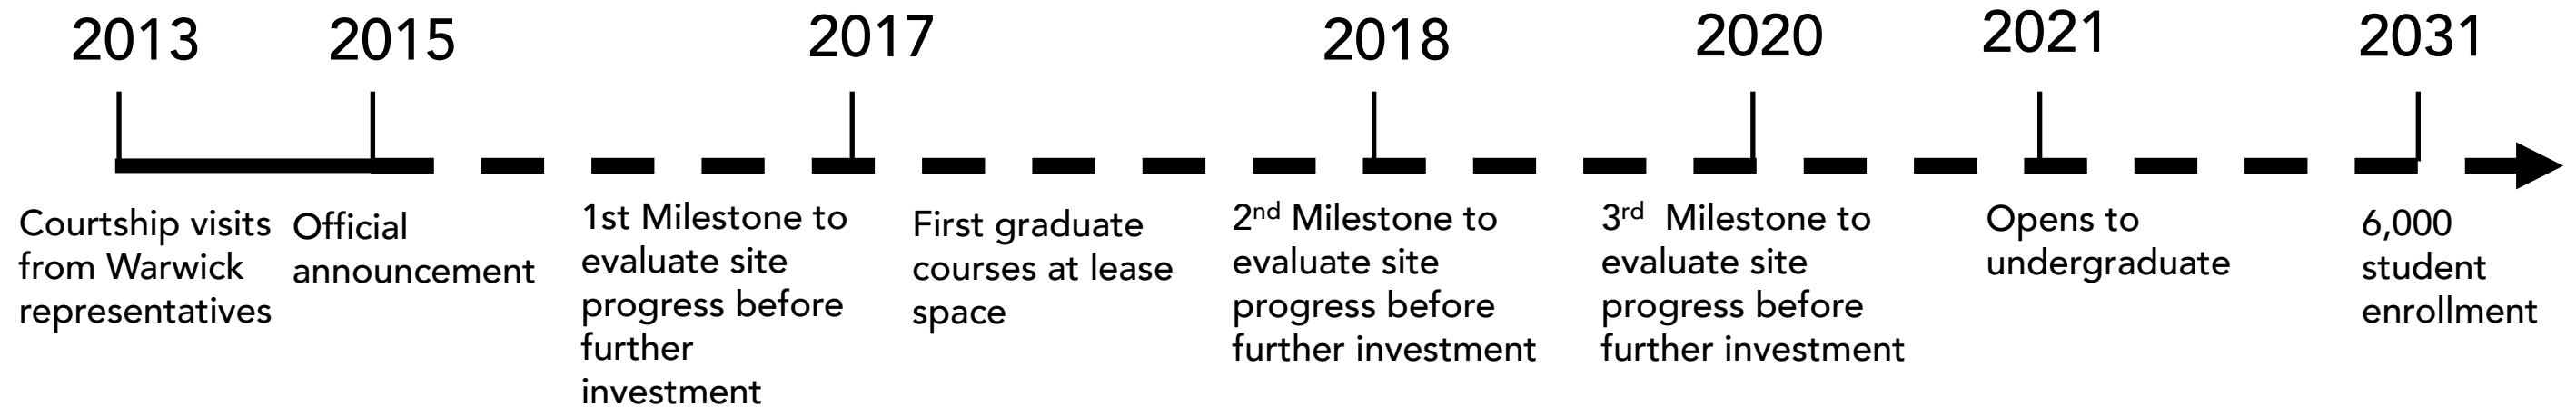 2013
2015
2017
2018
2020
2021
2031
Courtship visits
from Warwick
representatives
Official
announcement
1st Milestone to
evaluate site
progress before
further
investment
First graduate
courses at lease
space
2nd Milestone to
evaluate site
progress before
further investment
3rd Milestone to
evaluate site
progress before
further investment
Opens to
undergraduate
6,000
student
enrollment